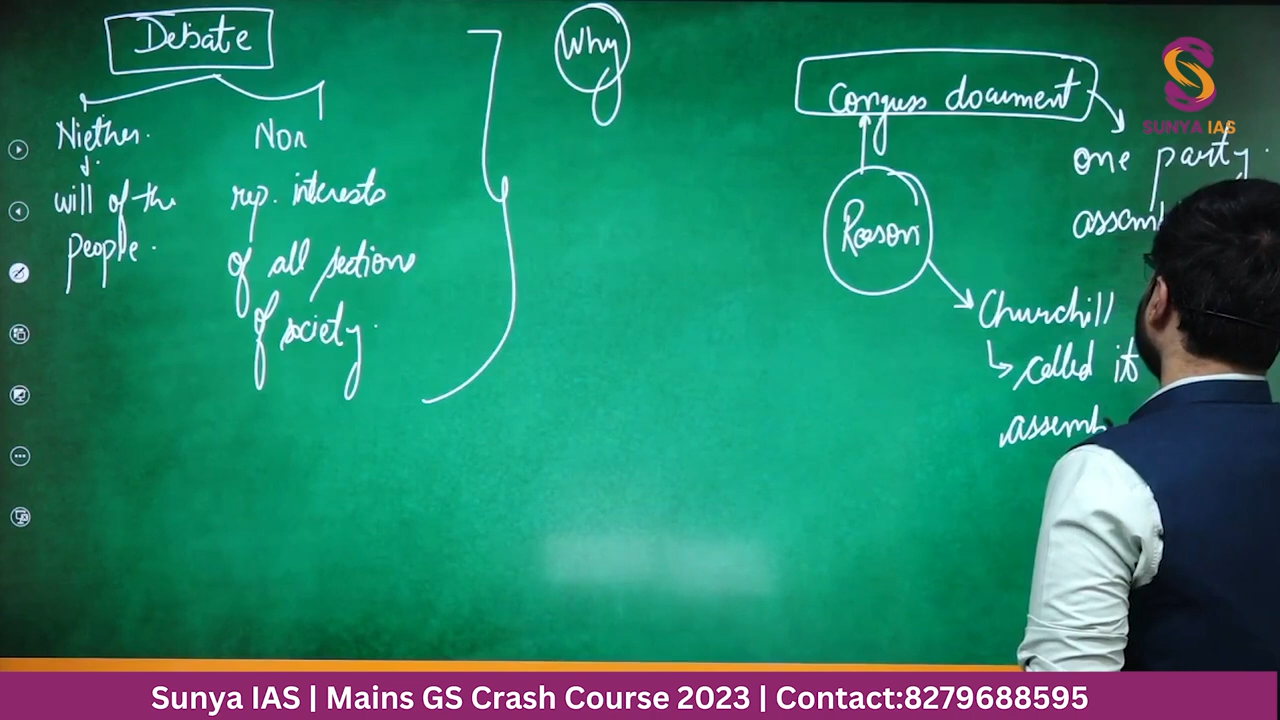 Debate
Niether.
will of the
people.
Nor
rep. interests
of all sections
of society.
Why
Congess document
one party.
Reason
Churchill
called it
SUNYA IAS
Sunya IAS | Mains GS Crash Course 2023 | Contact:8279688595